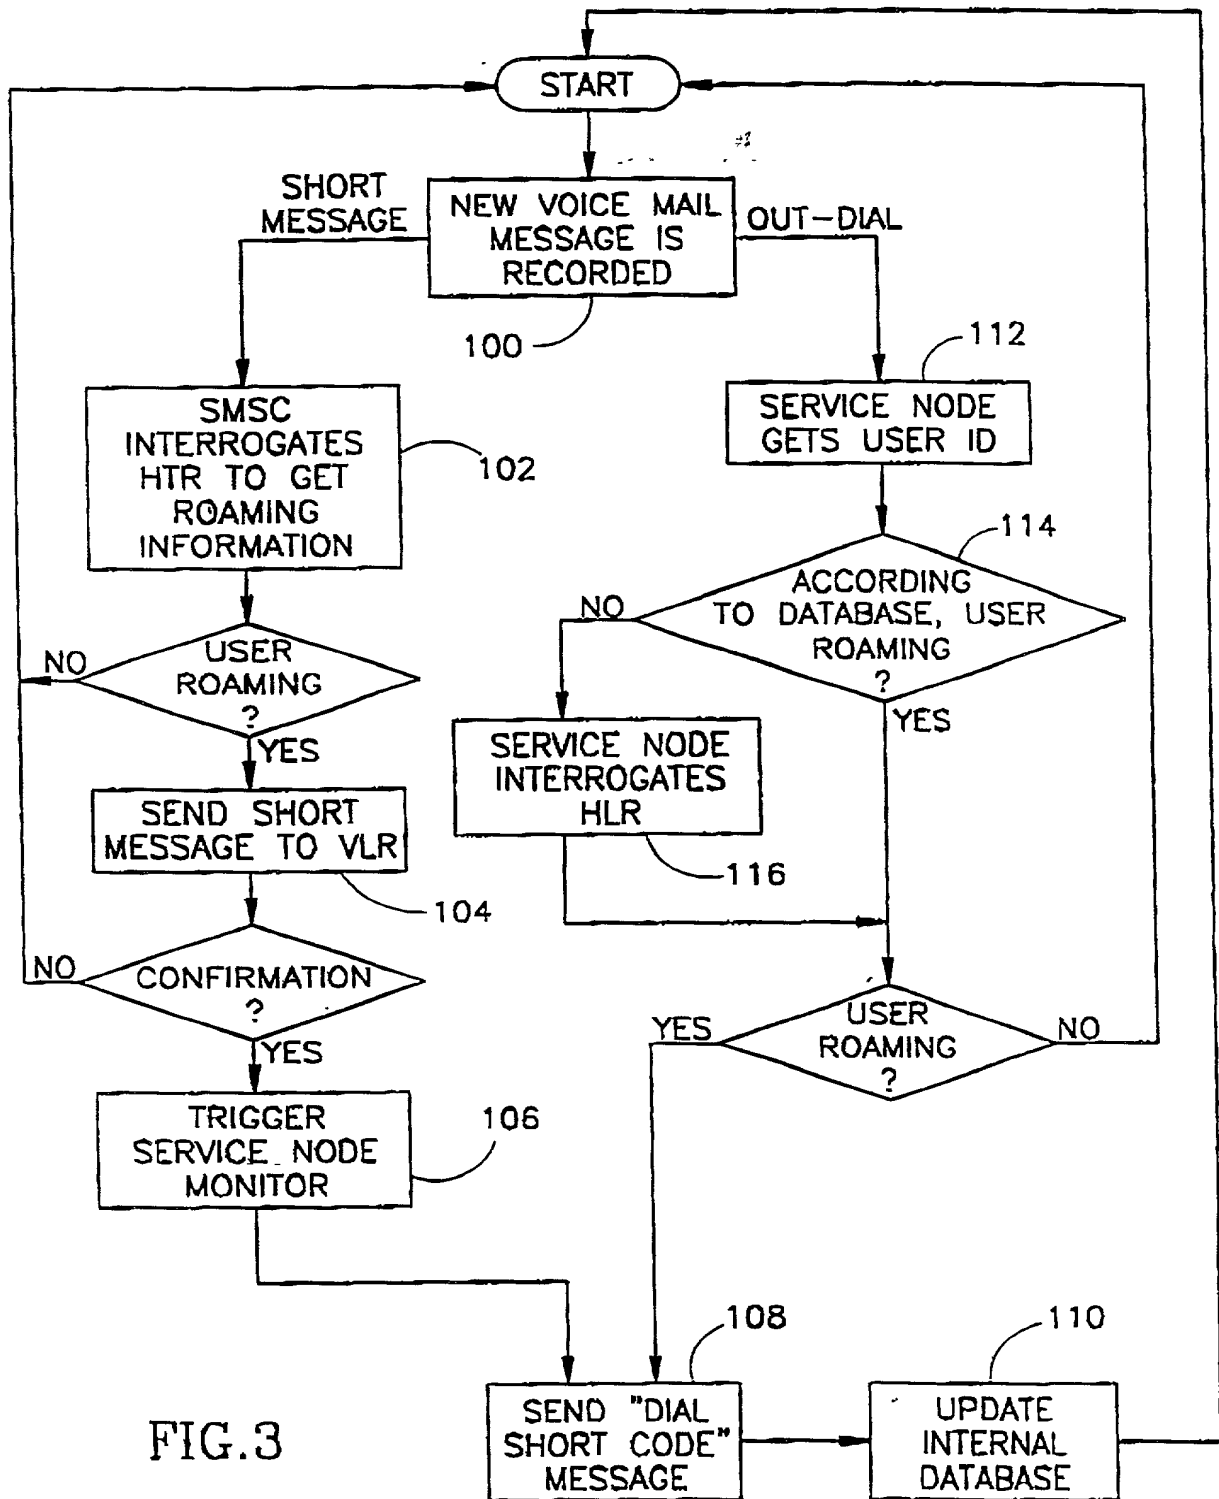 START
SHORT
MESSAGE
NEW VOICE MAIL
MESSAGE IS
RECORDED
OUT-DIAL
100
112
SMSC
INTERROGATES
HTR TO GET
ROAMING
INFORMATION
102
SERVICE NODE
GETS USER ID
114
ACCORDING
TO DATABASE, USER
ROAMING
?
NO
YES
USER
ROAMING
?
NO
YES
SERVICE NODE
INTERROGATES
HLR
116
SEND SHORT
MESSAGE TO VLR
104
CONFIRMATION
?
NO
YES
USER
ROAMING
?
YES
NO
TRIGGER
SERVICE NODE
MONITOR
106
108
110
SEND "DIAL
SHORT CODE"
MESSAGE
UPDATE
INTERNAL
DATABASE
FIG.3